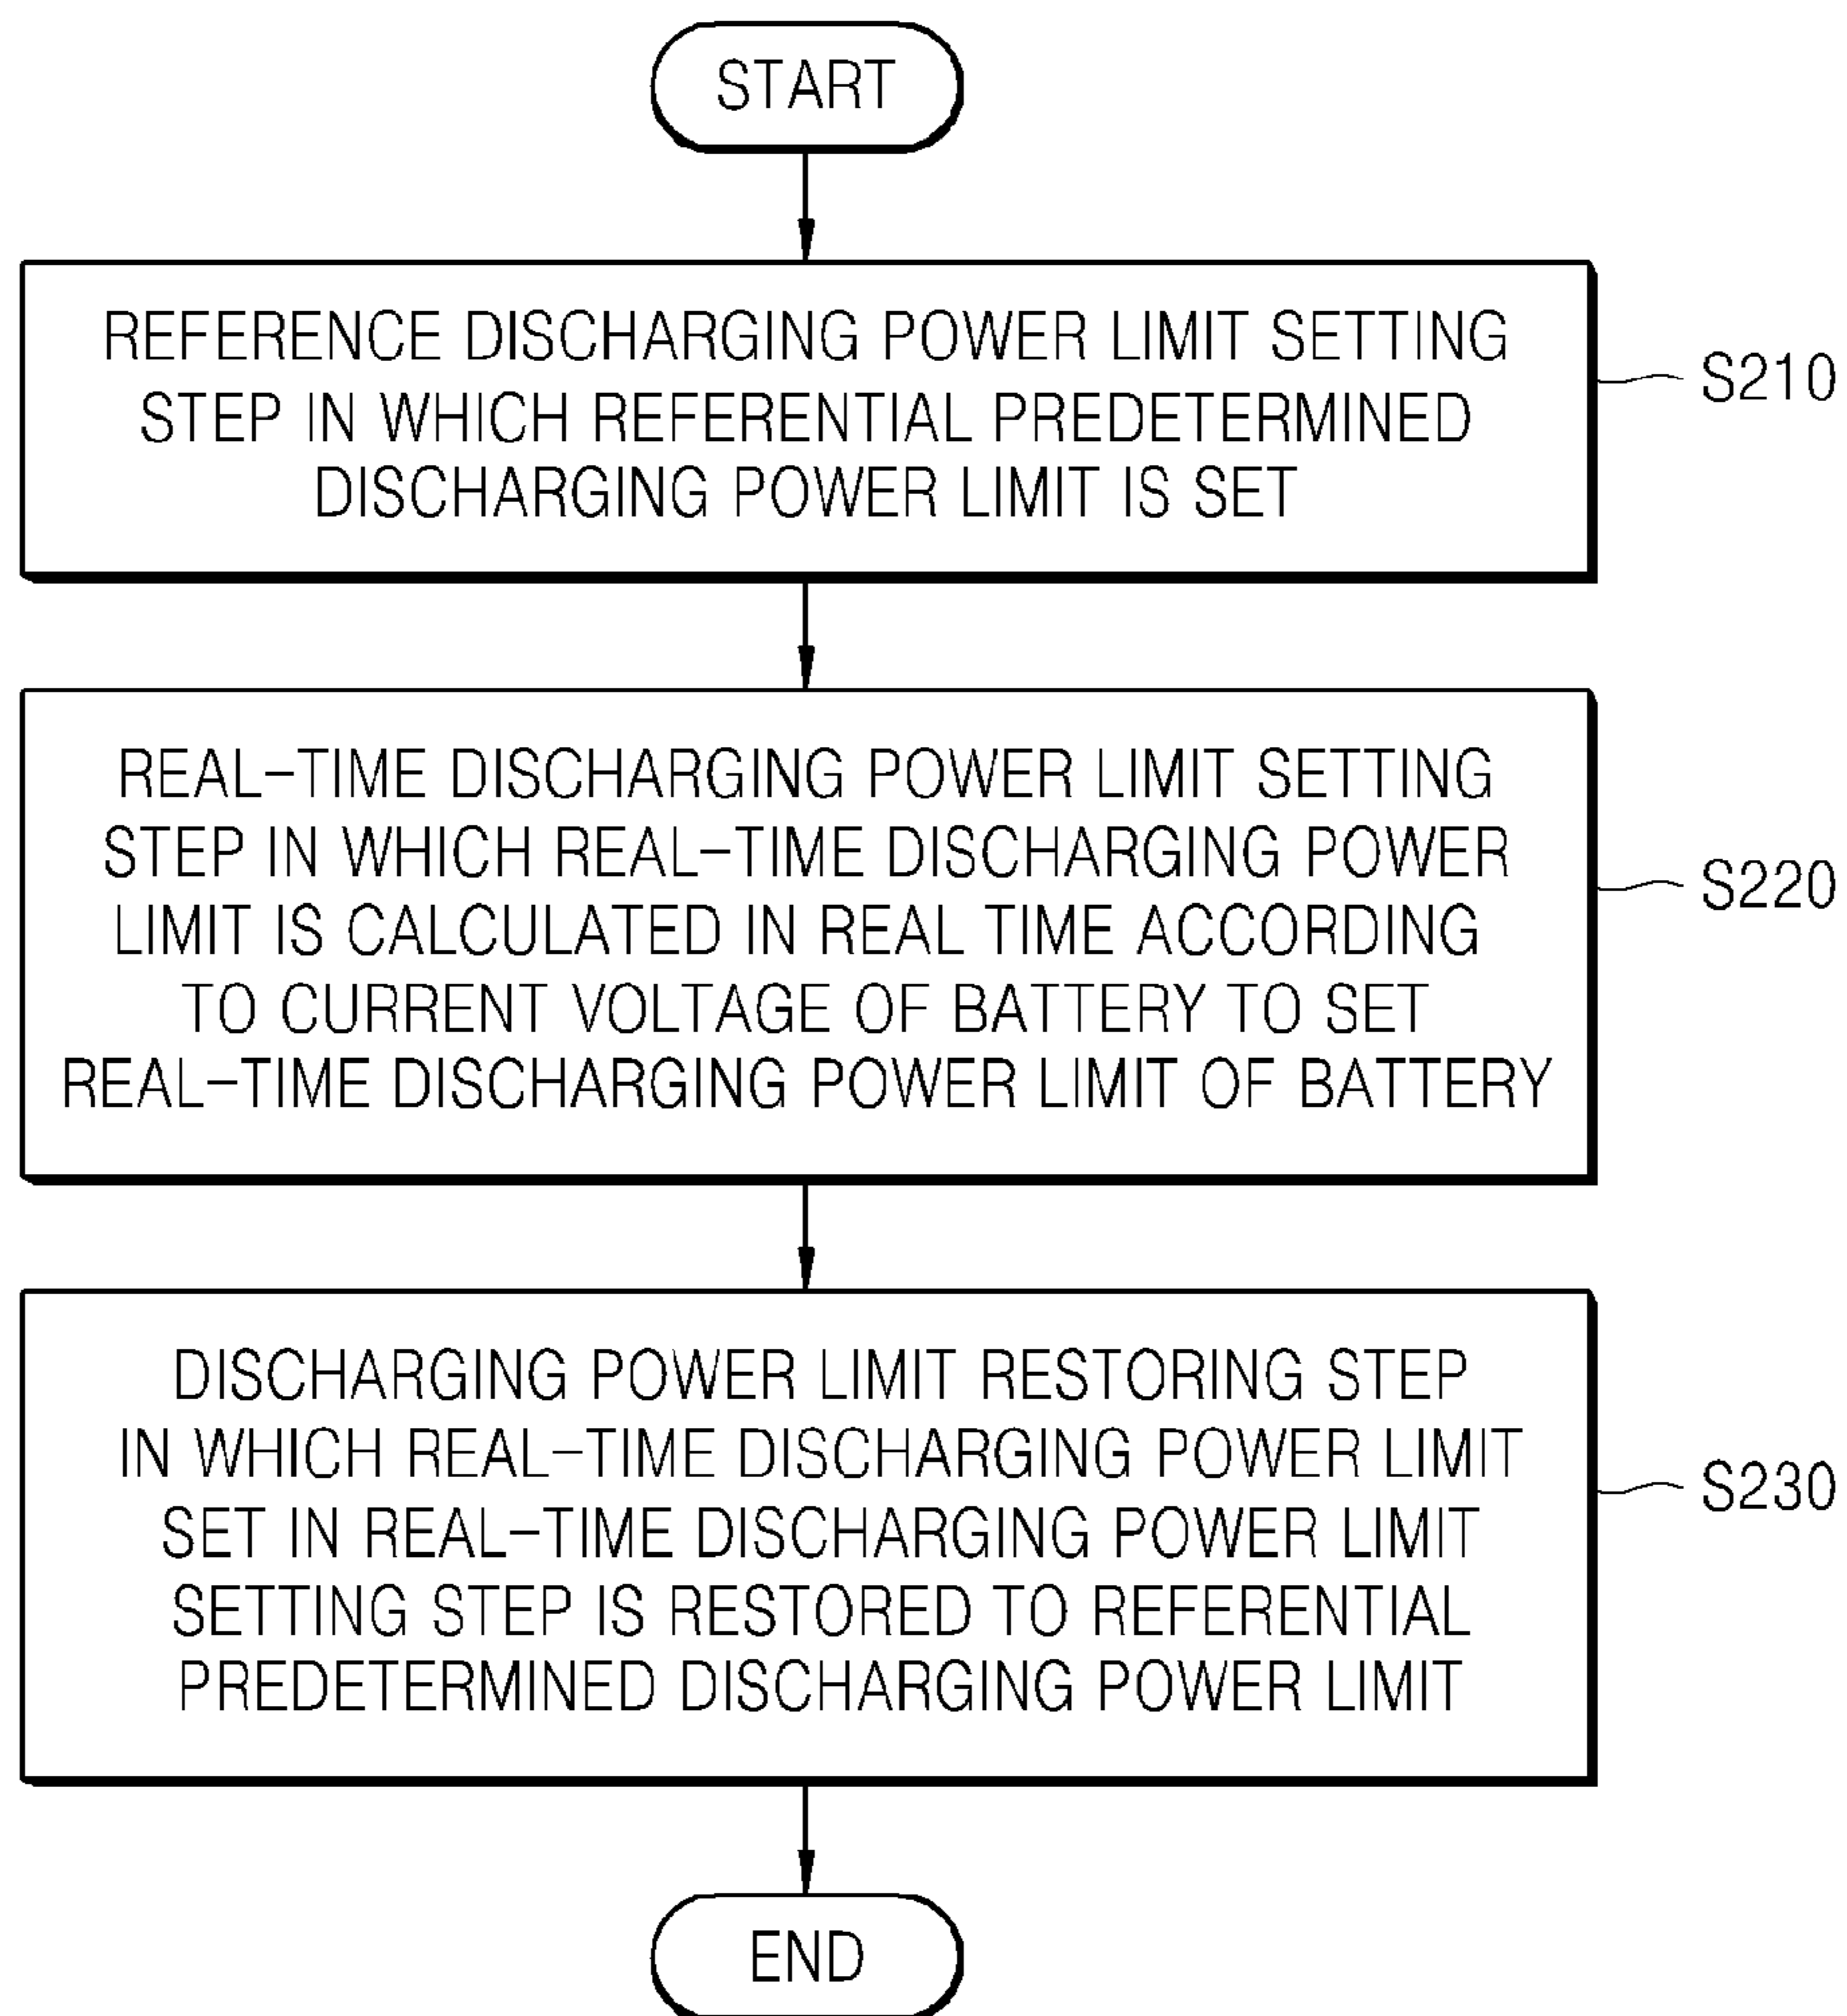 START
REFERENCE DISCHARGING POWER LIMIT SETTING
STEP IN WHICH REFERENTIAL PREDETERMINED
DISCHARGING POWER LIMIT IS SET
S210
REAL-TIME DISCHARGING POWER LIMIT SETTING
STEP IN WHICH REAL-TIME DISCHARGING POWER
LIMIT IS CALCULATED IN REAL TIME ACCORDING
TO CURRENT VOLTAGE OF BATTERY TO SET
REAL-TIME DISCHARGING POWER LIMIT OF BATTERY
S220
DISCHARGING POWER LIMIT RESTORING STEP
IN WHICH REAL-TIME DISCHARGING POWER LIMIT
SET IN REAL-TIME DISCHARGING POWER LIMIT
SETTING STEP IS RESTORED TO REFERENTIAL
PREDETERMINED DISCHARGING POWER LIMIT
S230
END